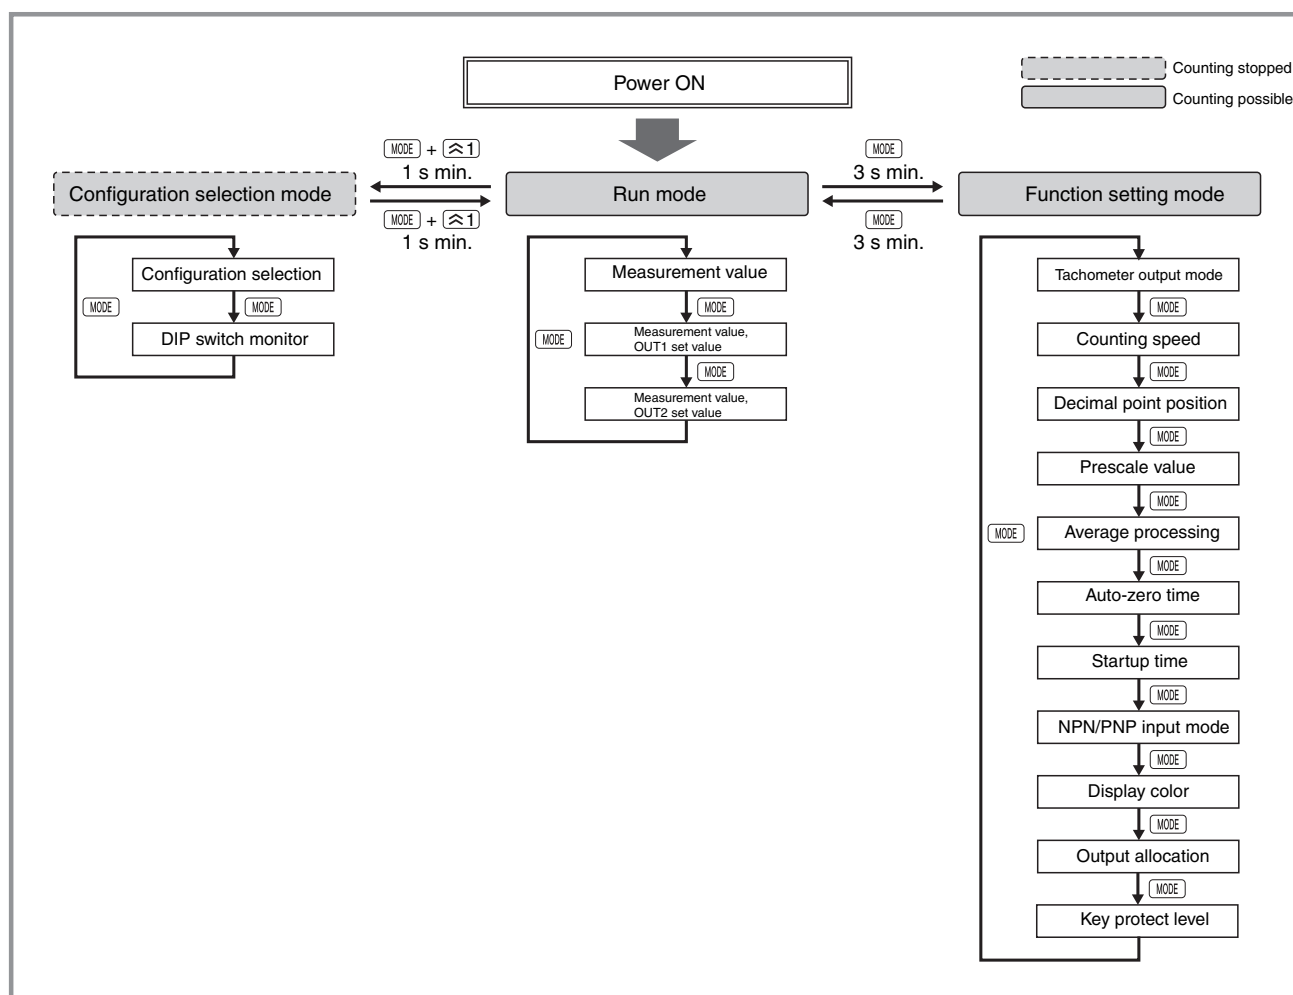 Power ON
Counting stopped
Counting possible
MODE + ︽1
1 s min.
MODE
3 s min.
Configuration selection mode
Run mode
Function setting mode
MODE + ︽1
1 s min.
MODE
3 s min.
Configuration selection
MODE
MODE
DIP switch monitor
Measurement value
MODE
Measurement value,
OUT1 set value
MODE
MODE
Measurement value,
OUT2 set value
Tachometer output mode
MODE
Counting speed
MODE
Decimal point position
MODE
Prescale value
MODE
Average processing
MODE
MODE
Auto-zero time
MODE
Startup time
MODE
NPN/PNP input mode
MODE
Display color
MODE
Output allocation
MODE
Key protect level